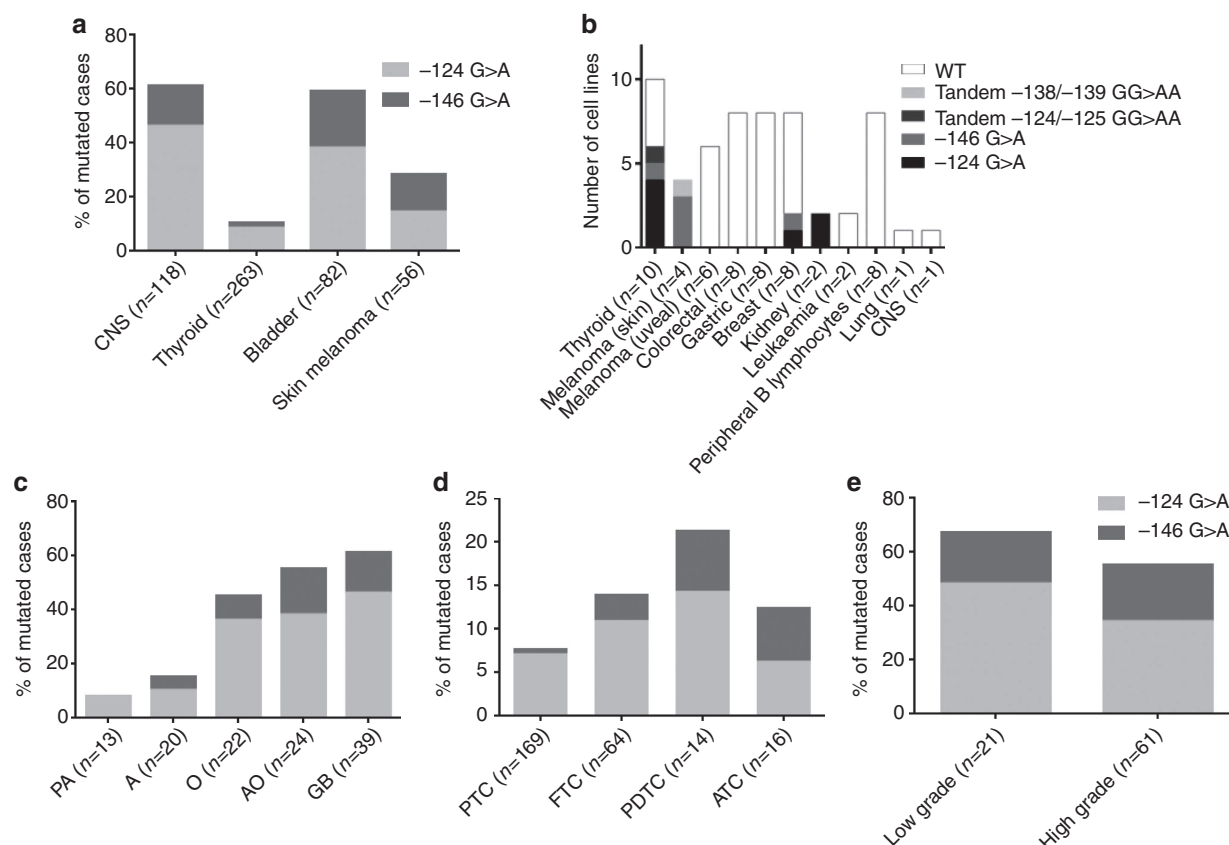 a
% of mutated cases
80
60
40
20
0
CNS (n=118)
Thyroid (n=263)
Bladder (n=82)
Skin melanoma (n=56)
–124 G>A
–146 G>A
b
Number of cell lines
10
5
0
Thyroid (n=10)
Melanoma (skin) (n=4)
Melanoma (uveal) (n=6)
Colorectal (n=8)
Gastric (n=8)
Breast (n=8)
Kidney (n=2)
Leukaemia (n=2)
Peripheral B lymphocytes (n=8)
Lung (n=1)
CNS (n=1)
WT
Tandem –138/–139 GG>AA
Tandem –124/–125 GG>AA
–146 G>A
–124 G>A
c
% of mutated cases
80
60
40
20
0
PA (n=13)
A (n=20)
O (n=22)
AO (n=24)
GB (n=39)
d
% of mutated cases
25
20
15
10
5
0
PTC (n=169)
FTC (n=64)
PDTC (n=14)
ATC (n=16)
e
% of mutated cases
80
60
40
20
0
Low grade (n=21)
High grade (n=61)
–124 G>A
–146 G>A